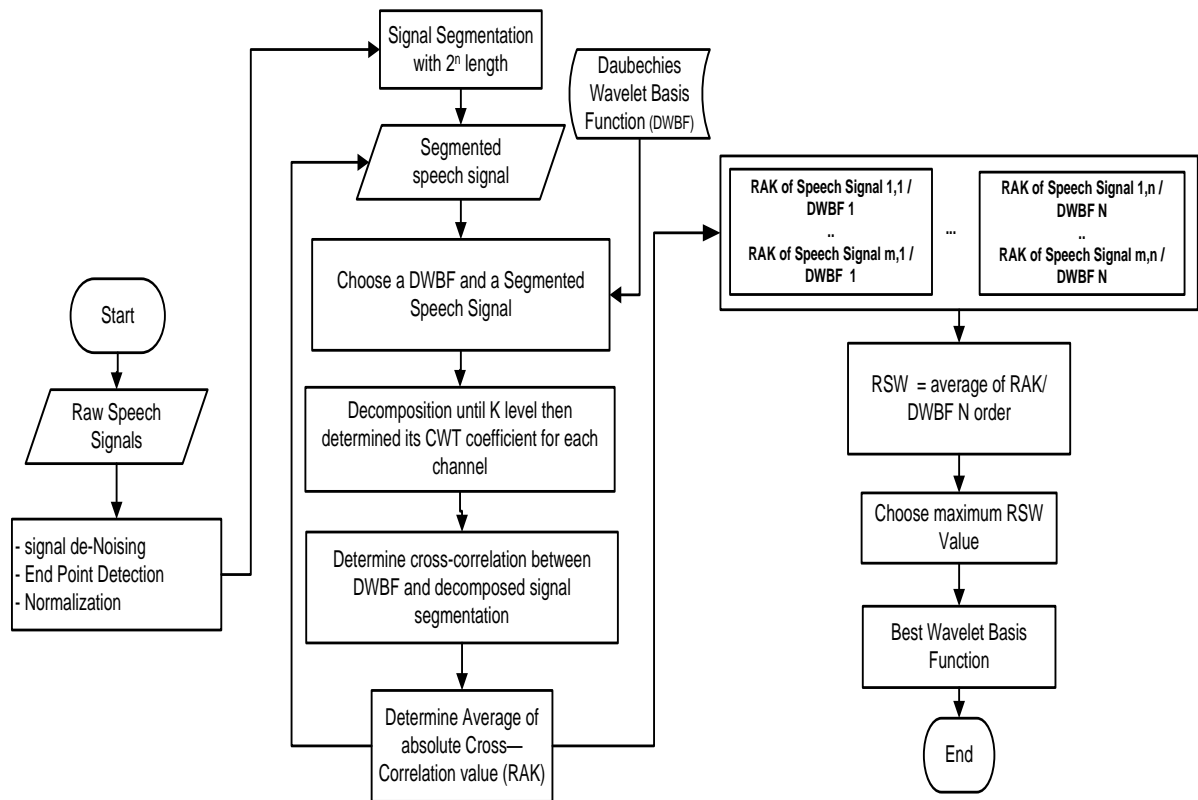 Start
Raw Speech
Signals
- signal de-Noising
- End Point Detection
- Normalization
Signal Segmentation
with 2ⁿ length
Segmented
speech signal
Daubechies
Wavelet Basis
Function (DWBF)
Choose a DWBF and a Segmented
Speech Signal
Decomposition until K level then
determined its CWT coefficient for each
channel
Determine cross-correlation between
DWBF and decomposed signal
segmentation
Determine Average of
absolute Cross—
Correlation value (RAK)
RAK of Speech Signal 1,1 /
DWBF 1
..
RAK of Speech Signal m,1 /
DWBF 1
...
RAK of Speech Signal 1,n /
DWBF N
..
RAK of Speech Signal m,n /
DWBF N
RSW = average of RAK/
DWBF N order
Choose maximum RSW
Value
Best Wavelet Basis
Function
End